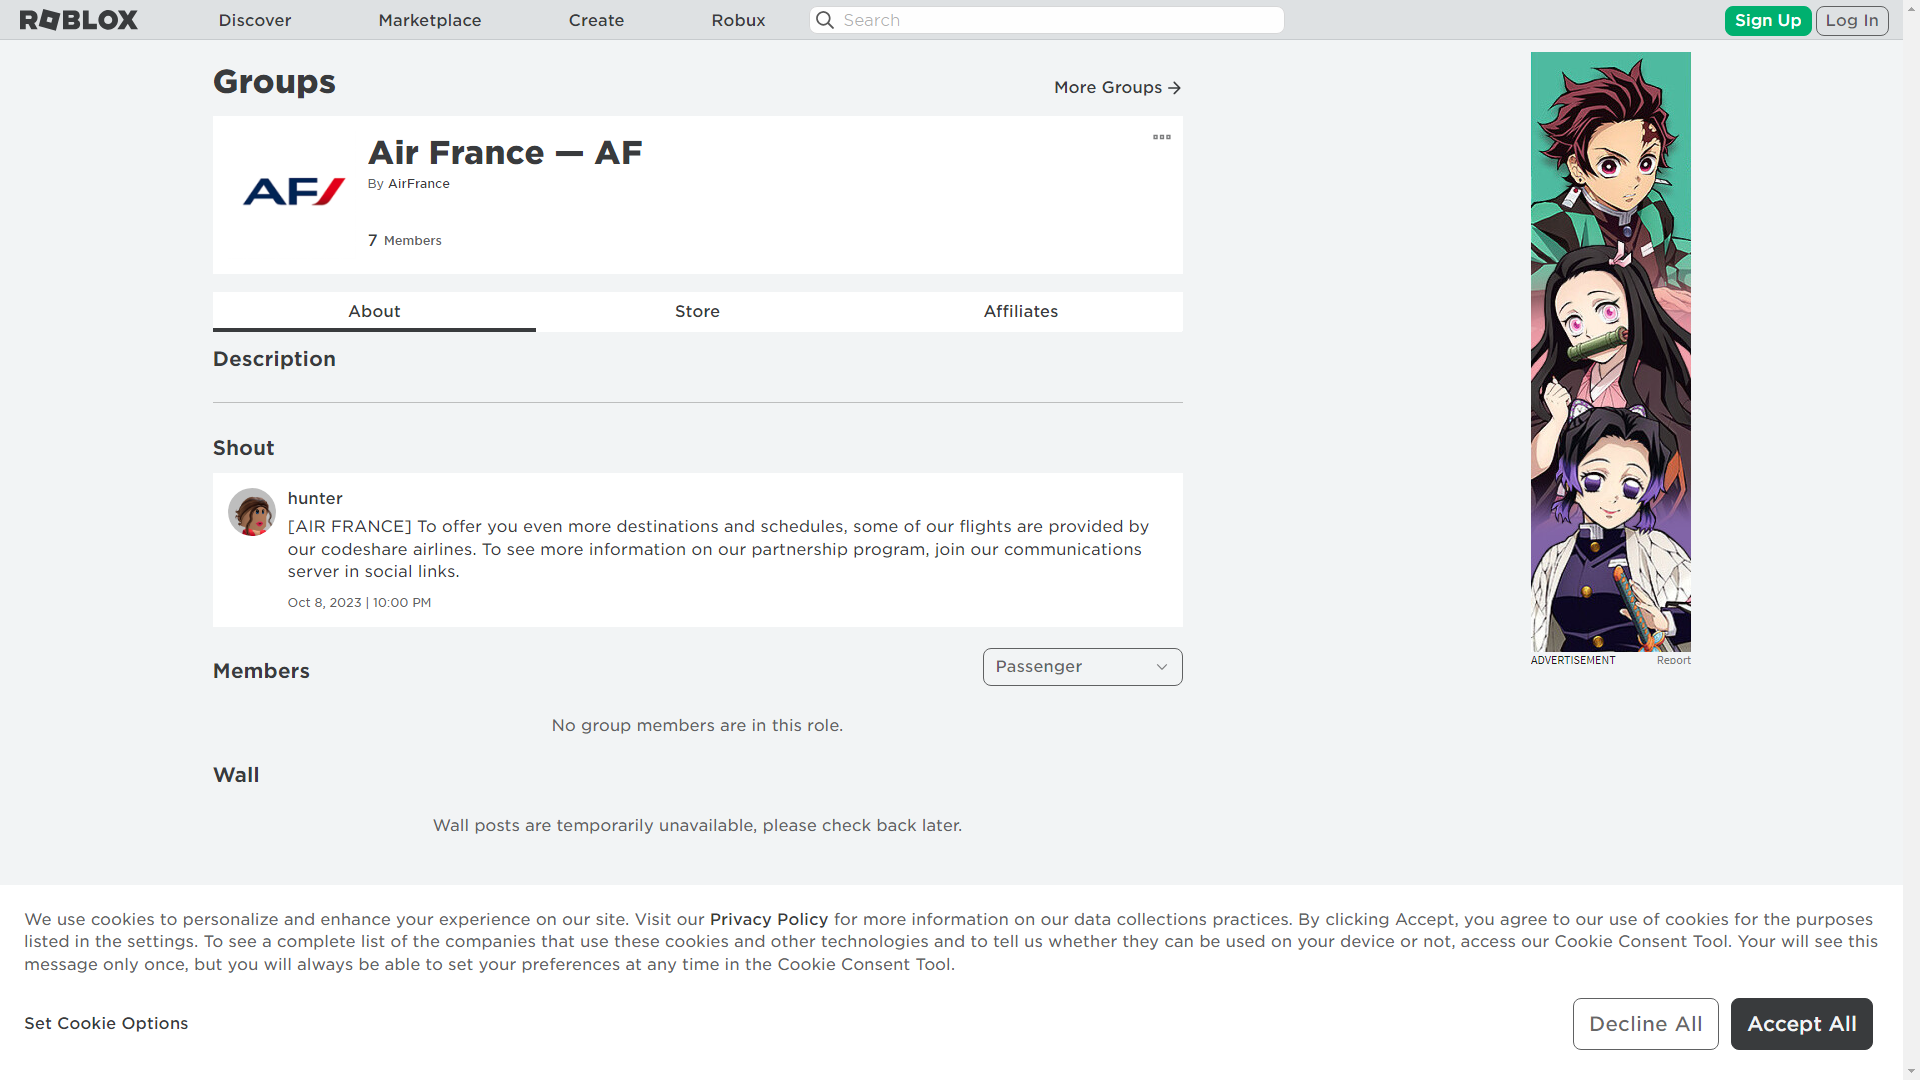 ROBLOX
Discover
Marketplace
Create
Robux
Search
Sign Up
Log In
Groups
More Groups
AF
Air France — AF
By AirFrance
7 Members
About
Store
Affiliates
Description
Shout
hunter
[AIR FRANCE] To offer you even more destinations and schedules, some of our flights are provided by
our codeshare airlines. To see more information on our partnership program, join our communications
server in social links.
Oct 8, 2023 | 10:00 PM
Members
Passenger
No group members are in this role.
Wall
Wall posts are temporarily unavailable, please check back later.
ADVERTISEMENT
Report
We use cookies to personalize and enhance your experience on our site. Visit our Privacy Policy for more information on our data collections practices. By clicking Accept, you agree to our use of cookies for the purposes
listed in the settings. To see a complete list of the companies that use these cookies and other technologies and to tell us whether they can be used on your device or not, access our Cookie Consent Tool. Your will see this
message only once, but you will always be able to set your preferences at any time in the Cookie Consent Tool.
Set Cookie Options
Decline All
Accept All